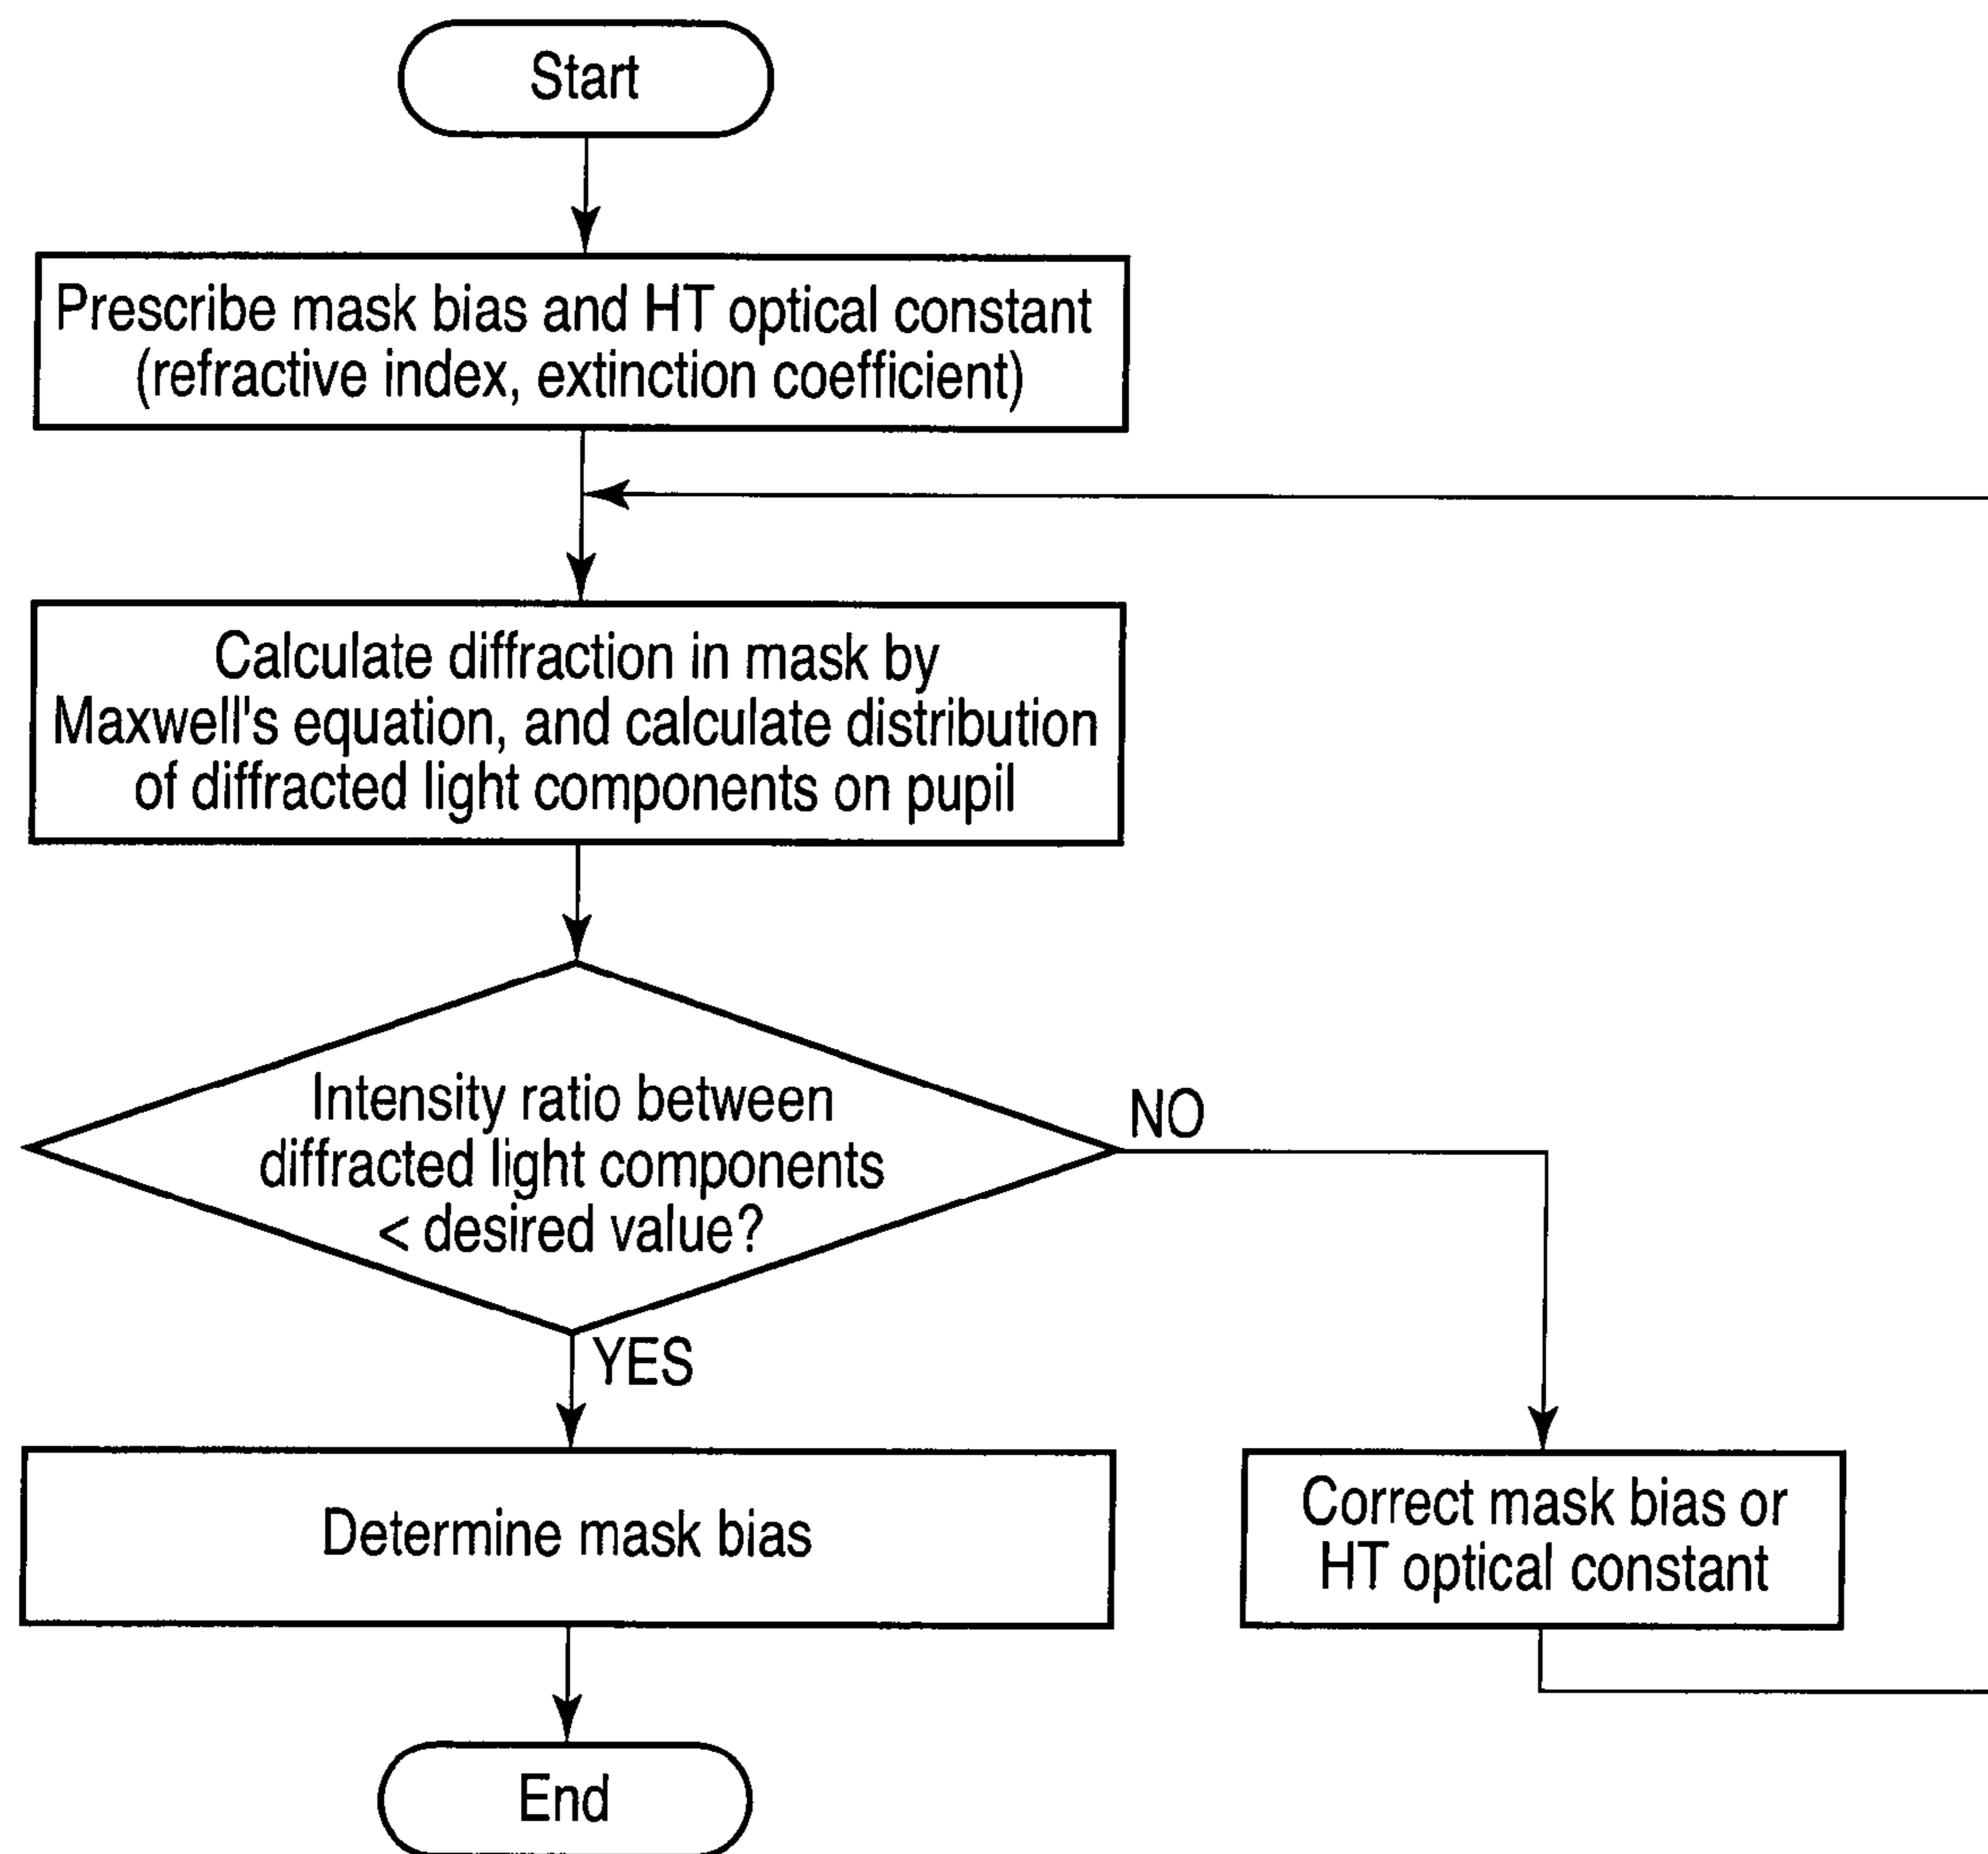 Start
Prescribe mask bias and HT optical constant
(refractive index, extinction coefficient)
Calculate diffraction in mask by
Maxwell's equation, and calculate distribution
of diffracted light components on pupil
Intensity ratio between
diffracted light components
< desired value?
NO
YES
Determine mask bias
Correct mask bias or
HT optical constant
End